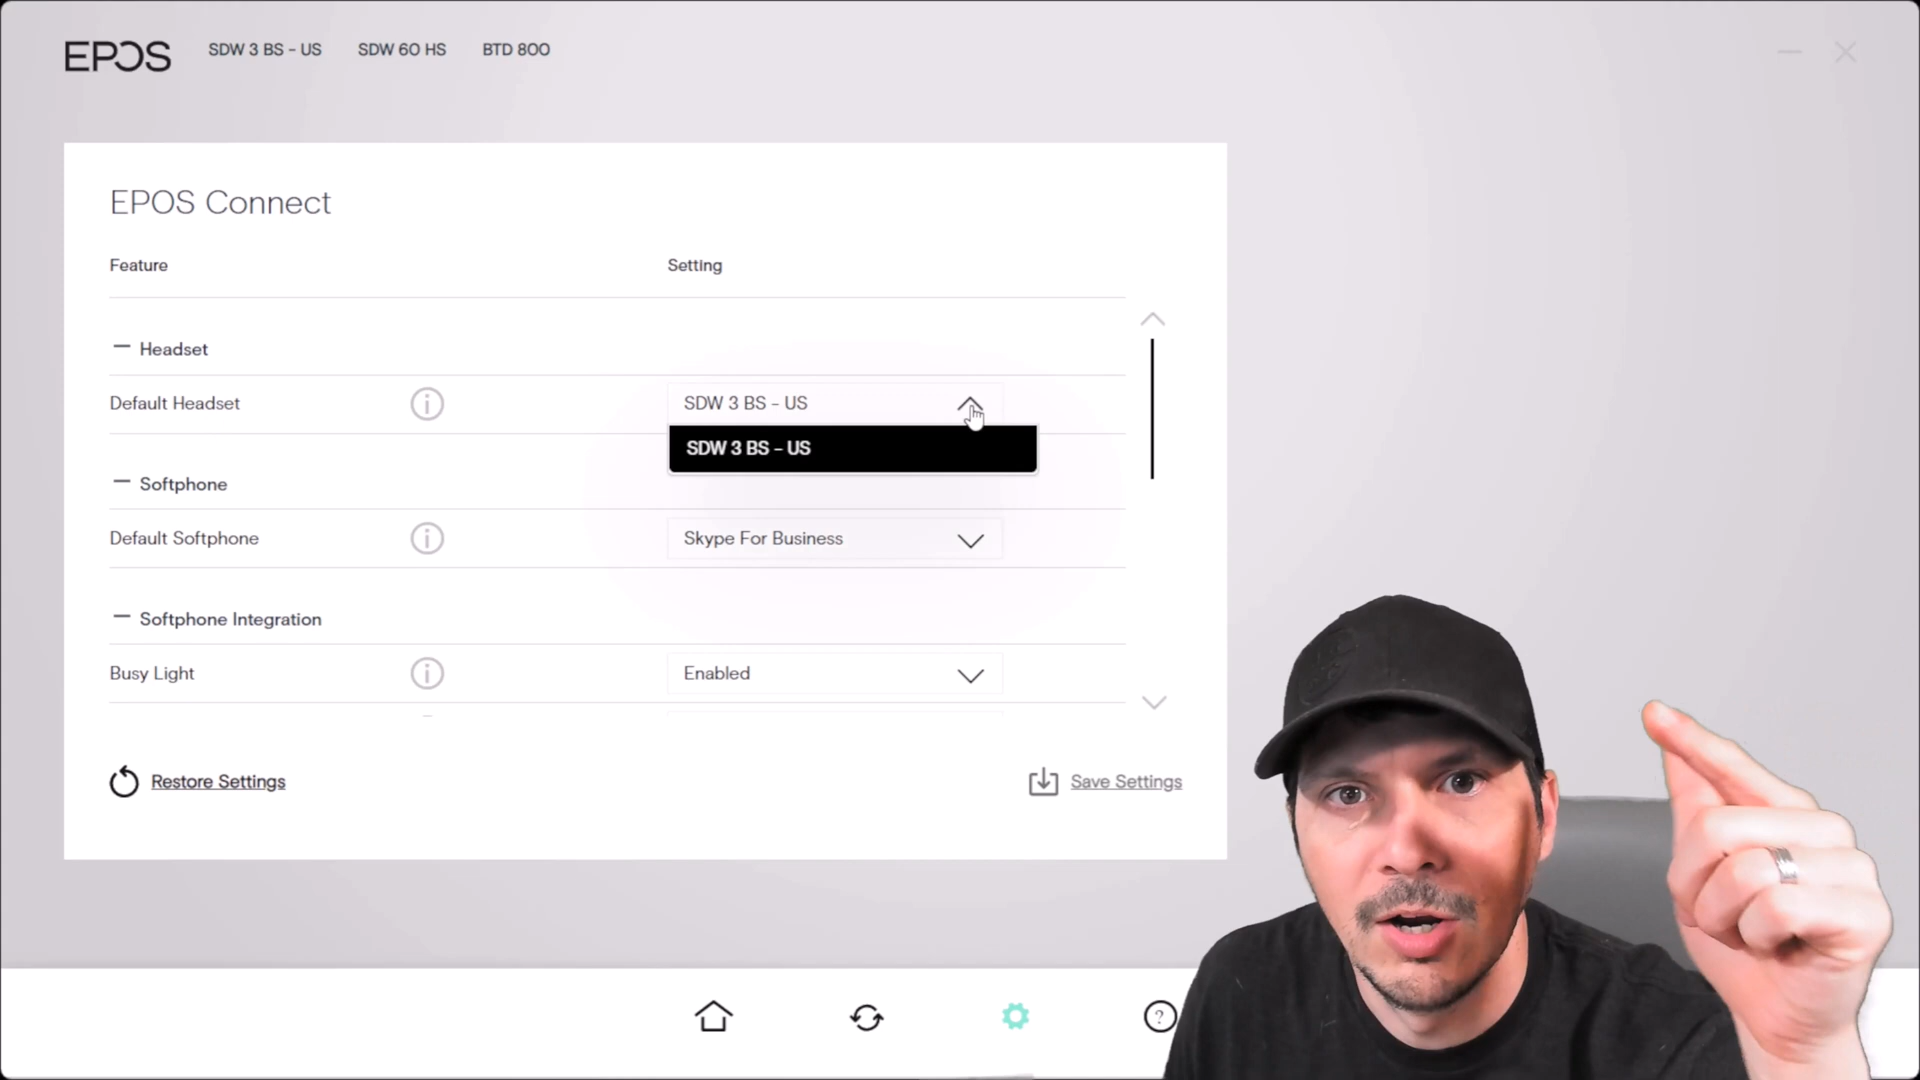 EPOS
SDW 3 BS - US
SDW 60 HS
BTD 800
EPOS Connect
Feature
Setting
Headset
Default Headset
SDW 3 BS - US
SDW 3 BS - US
Softphone
Default Softphone
Skype For Business
Softphone Integration
Busy Light
Enabled
Restore Settings
Save Settings